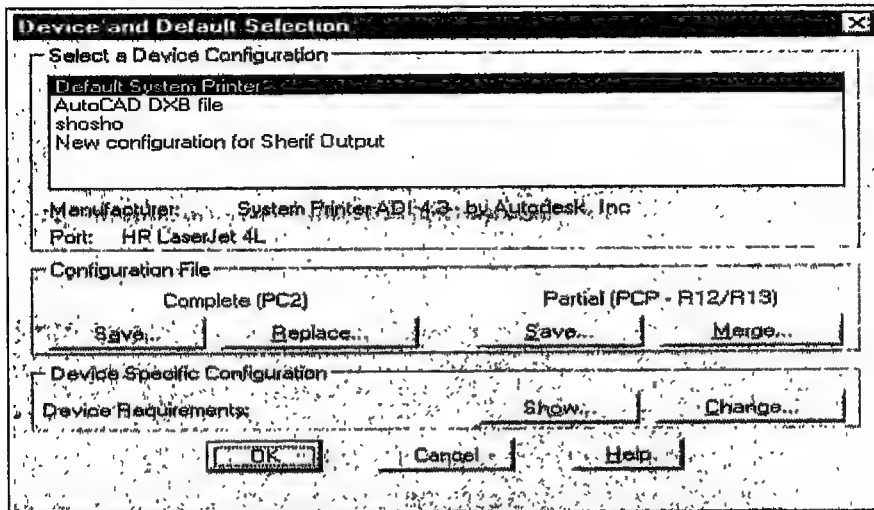 Device and Default Selection
Select a Device Configuration
Default System Printer
AutoCAD DXB file
shosho
New configuration for Sherif Output
Manufacturer: System Printer ADI 4.3 - by Autodesk, Inc
Port: HR LaserJet 4L
Configuration File
Complete (PC2) Partial (PCP - R12/R13)
Save... Replace... Save... Merge...
Device Specific Configuration
Device Requirements: Show... Change...
OK Cancel Help